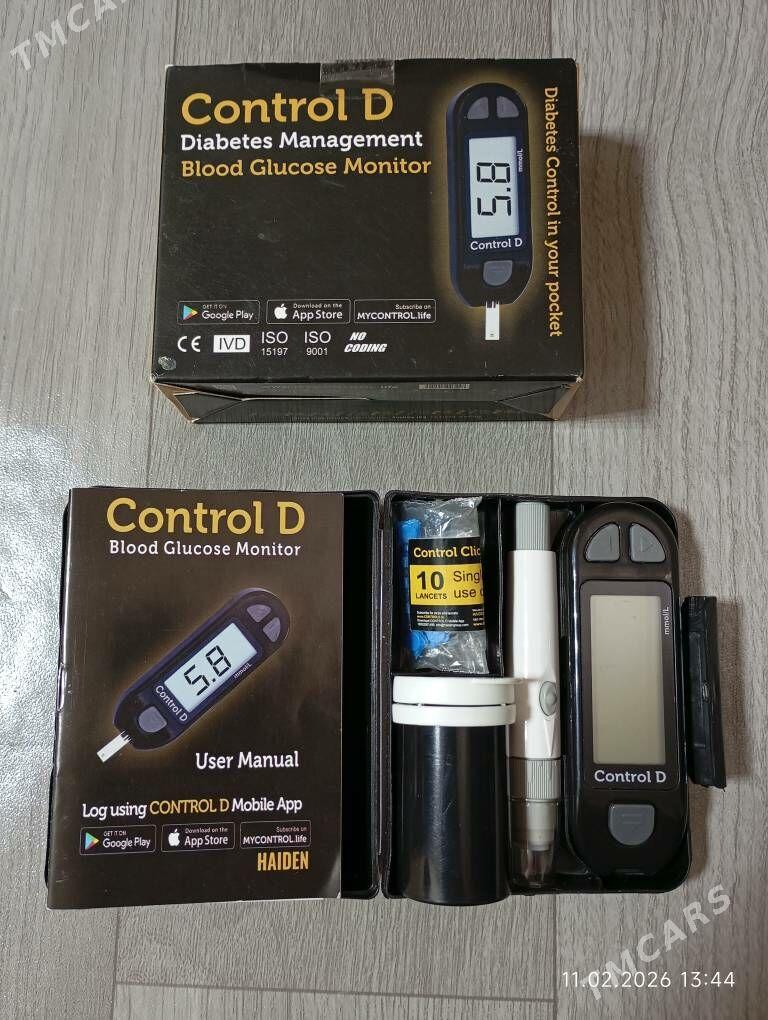 TMCARS
Control D
Diabetes Management
Blood Glucose Monitor
Diabetes Control in your pocket
5.8
mmol/L
Control D
GET IT ON
Google Play
Download on the
App Store
Subscribe on
MYCONTROL.life
CE IVD ISO 15197 ISO 9001 NO CODING
Control D
Blood Glucose Monitor
5.8
mmol/L
Control D
User Manual
Log using CONTROL D Mobile App
GET IT ON
Google Play
Download on the
App Store
Subscribe on
MYCONTROL.life
HAIDEN
Control Clic
10
LANCETS
Sing
use
mmol/L
Control D
TMCARS
11.02.2026 13:44